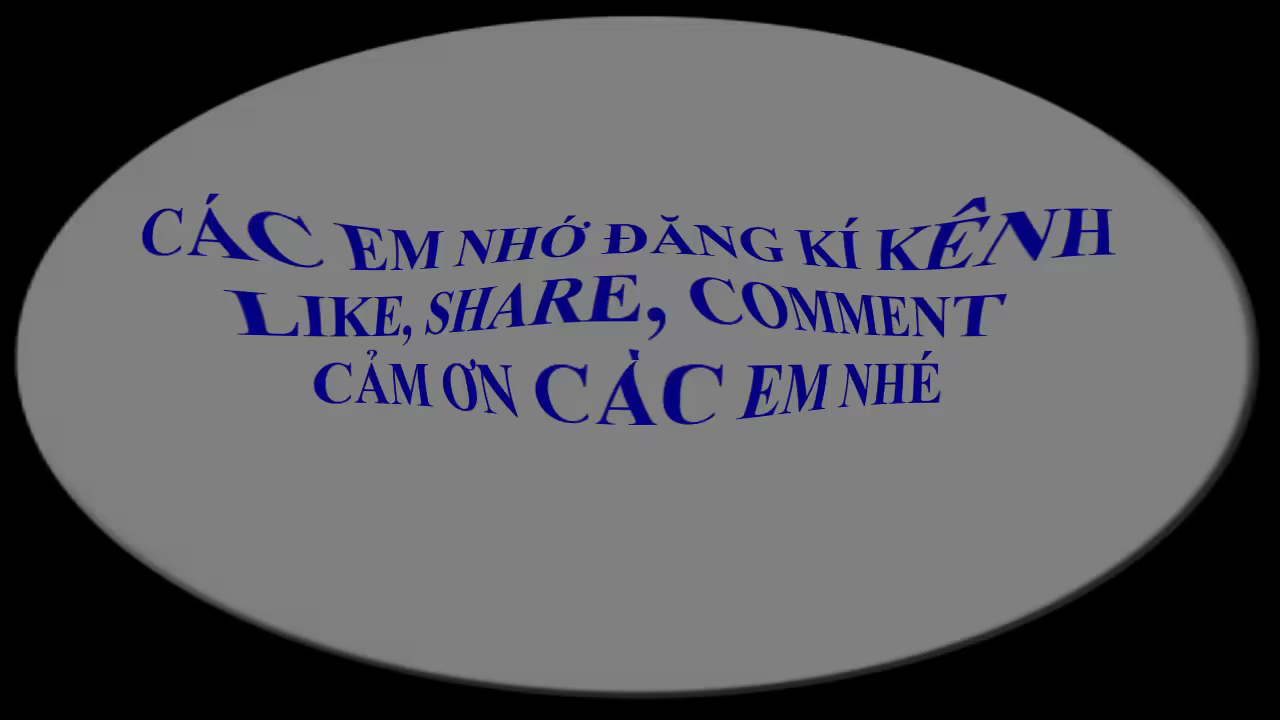 CÁC EM NHỚ ĐĂNG KÍ KÊNH
LIKE, SHARE, COMMENT
CẢM ƠN CÁC EM NHÉ